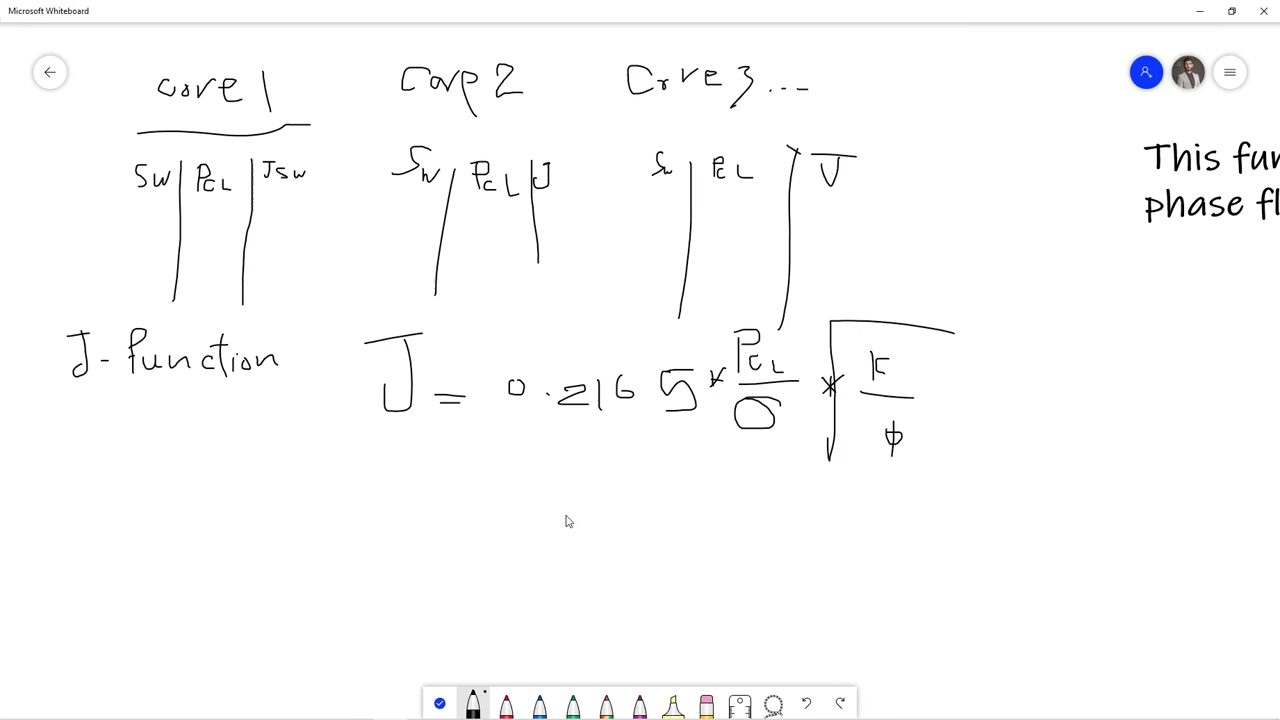 Microsoft Whiteboard
core 1 core 2 Core 3 ...
Sw PcL Jsw Sw PcL J Sw PcL J
This fun
phase fl
J-function J = 0.2165 * PcL / σ * √ K / φ